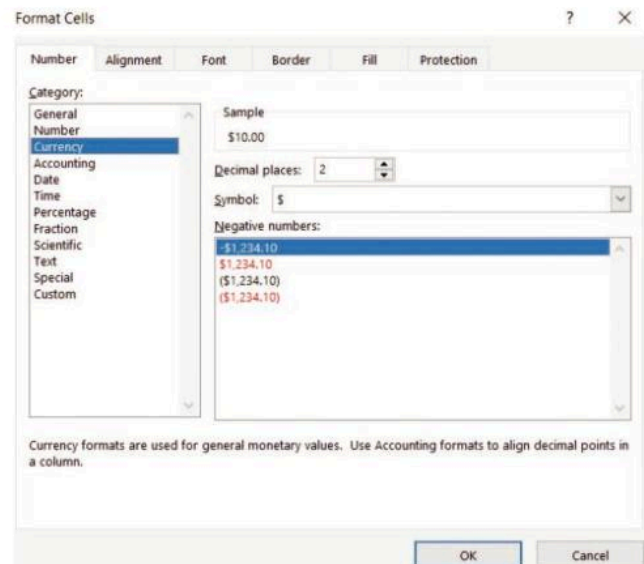 Format Cells ? ×
Number Alignment Font Border Fill Protection
Category:
General
Number
Currency
Accounting
Date
Time
Percentage
Fraction
Scientific
Text
Special
Custom
Sample
$10.00
Decimal places: 2
Symbol: $
Negative numbers:
-$1,234.10
$1,234.10
($1,234.10)
($1,234.10)
Currency formats are used for general monetary values. Use Accounting formats to align decimal points in
a column.
OK Cancel